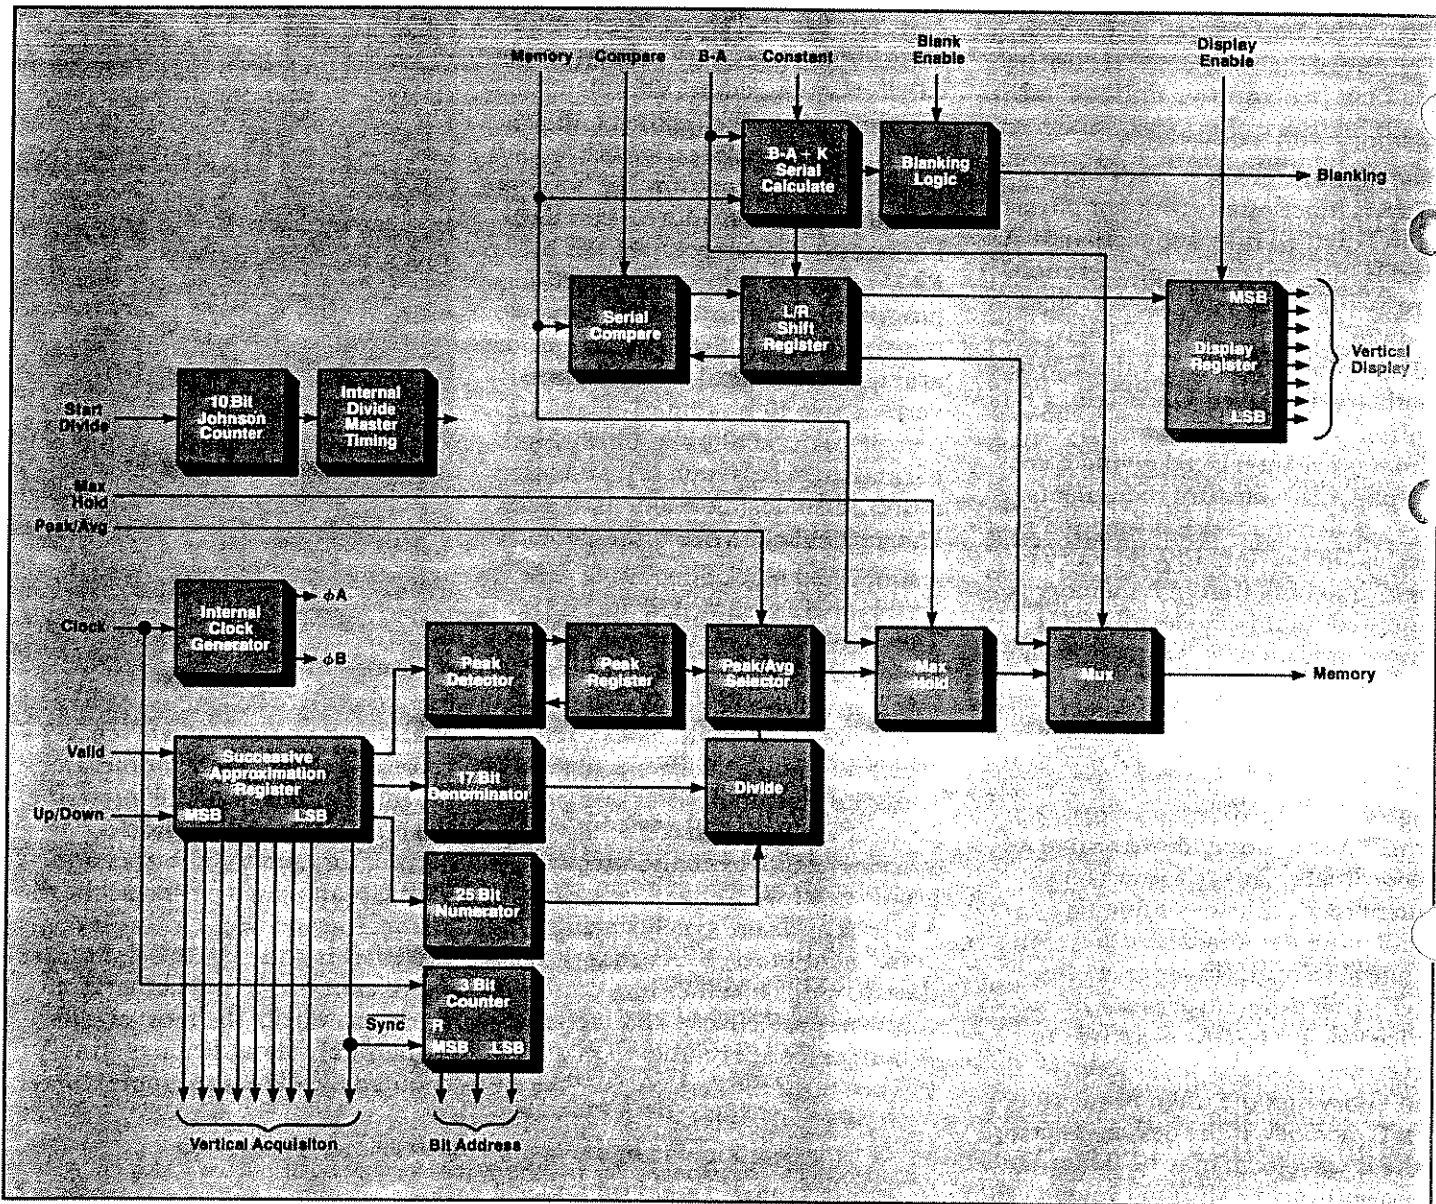 Memory
Compare
B-A
Constant
Blank
Enable
Display
Enable
B-A + K
Serial
Calculate
Blanking
Logic
Blanking
Serial
Compare
L/R
Shift
Register
MSB
Display
Register
LSB
Vertical
Display
Start
Divide
10 Bit
Johnson
Counter
Internal
Divide
Master
Timing
Max
Hold
Peak/Avg
Clock
Internal
Clock
Generator
ϕA
ϕB
Peak
Detector
Peak
Register
Peak/Avg
Selector
Max
Hold
Mux
Memory
Valid
Up/Down
Successive
Approximation
Register
MSB LSB
17 Bit
Denominator
Divide
25 Bit
Numerator
3 Bit
Counter
Sync
R
MSB LSB
Vertical Acquisiton
Bit Address